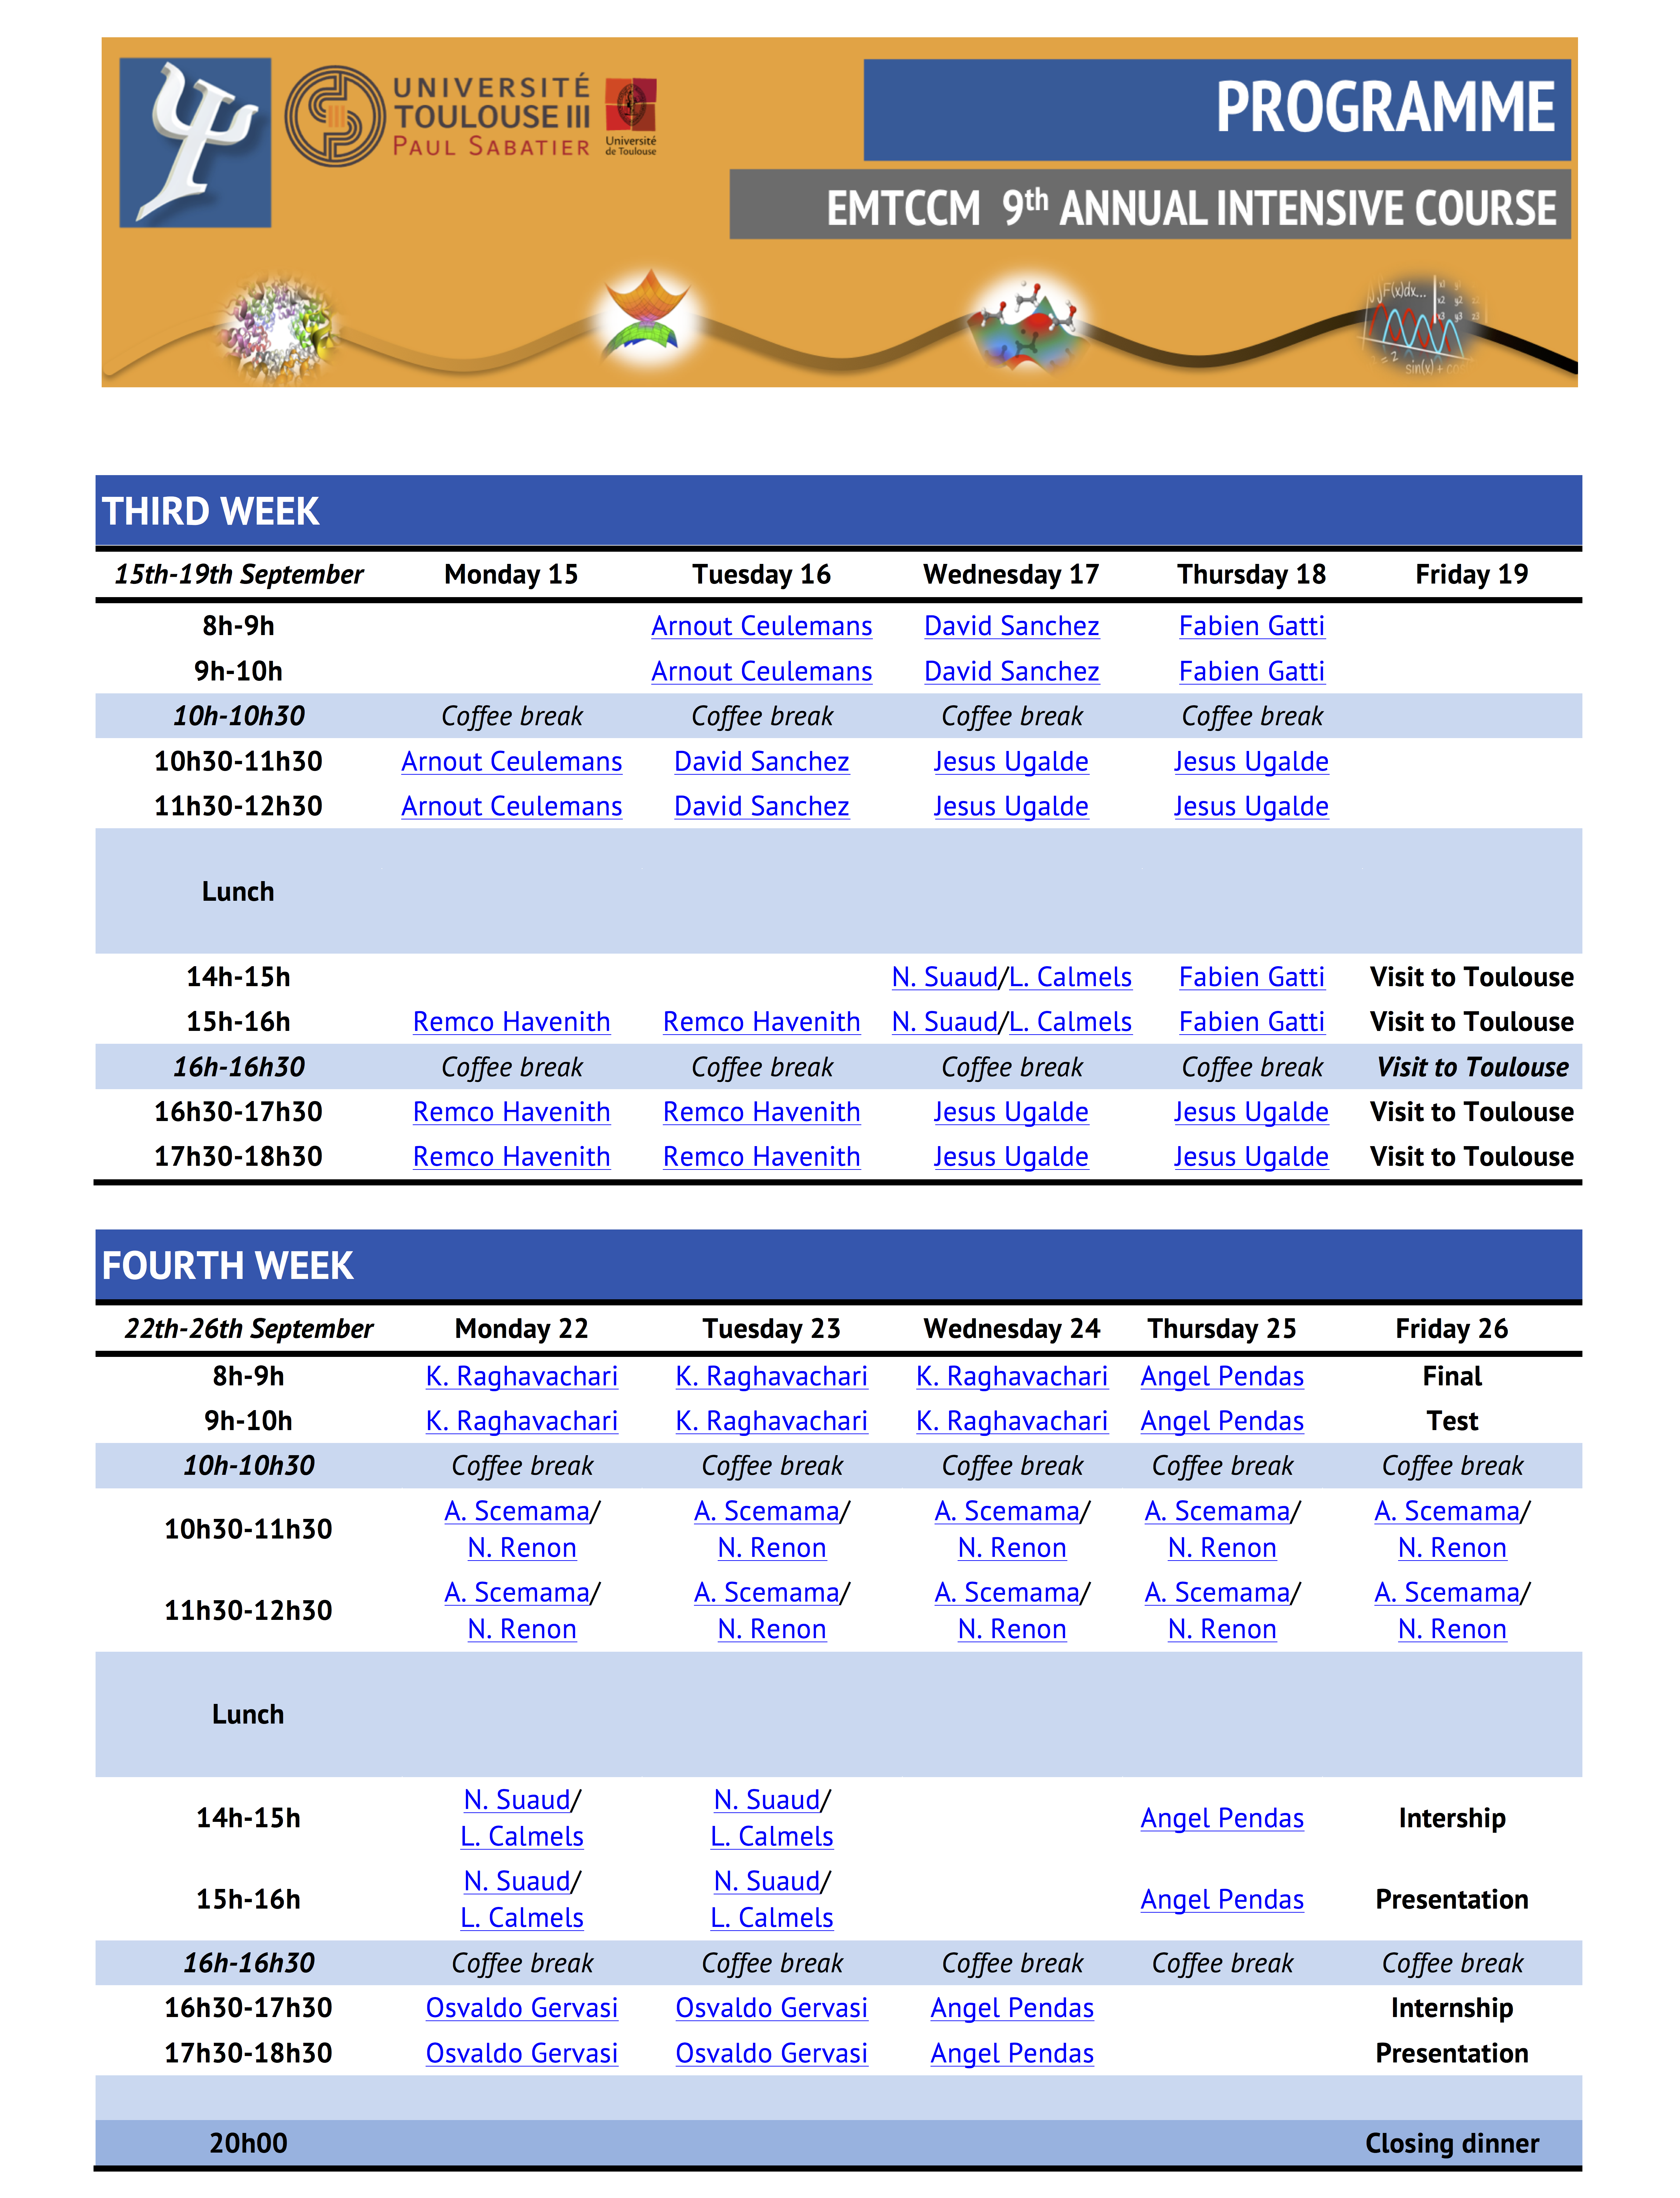 UNIVERSITÉ
TOULOUSE III
PAUL SABATIER
Université
de Toulouse
PROGRAMME
EMTCCM 9th ANNUAL INTENSIVE COURSE
THIRD WEEK
15th-19th September Monday 15 Tuesday 16 Wednesday 17 Thursday 18 Friday 19
8h-9h Arnout Ceulemans David Sanchez Fabien Gatti
9h-10h Arnout Ceulemans David Sanchez Fabien Gatti
10h-10h30 Coffee break Coffee break Coffee break Coffee break
10h30-11h30 Arnout Ceulemans David Sanchez Jesus Ugalde Jesus Ugalde
11h30-12h30 Arnout Ceulemans David Sanchez Jesus Ugalde Jesus Ugalde
Lunch
14h-15h N. Suaud/L. Calmels Fabien Gatti Visit to Toulouse
15h-16h Remco Havenith Remco Havenith N. Suaud/L. Calmels Fabien Gatti Visit to Toulouse
16h-16h30 Coffee break Coffee break Coffee break Coffee break Visit to Toulouse
16h30-17h30 Remco Havenith Remco Havenith Jesus Ugalde Jesus Ugalde Visit to Toulouse
17h30-18h30 Remco Havenith Remco Havenith Jesus Ugalde Jesus Ugalde Visit to Toulouse
FOURTH WEEK
22th-26th September Monday 22 Tuesday 23 Wednesday 24 Thursday 25 Friday 26
8h-9h K. Raghavachari K. Raghavachari K. Raghavachari Angel Pendas Final
9h-10h K. Raghavachari K. Raghavachari K. Raghavachari Angel Pendas Test
10h-10h30 Coffee break Coffee break Coffee break Coffee break Coffee break
A. Scemama/ A. Scemama/ A. Scemama/ A. Scemama/ A. Scemama/
10h30-11h30
N. Renon N. Renon N. Renon N. Renon N. Renon
A. Scemama/ A. Scemama/ A. Scemama/ A. Scemama/ A. Scemama/
11h30-12h30
N. Renon N. Renon N. Renon N. Renon N. Renon
Lunch
N. Suaud/ N. Suaud/
14h-15h Angel Pendas Intership
L. Calmels L. Calmels
N. Suaud/ N. Suaud/
15h-16h Angel Pendas Presentation
L. Calmels L. Calmels
16h-16h30 Coffee break Coffee break Coffee break Coffee break Coffee break
16h30-17h30 Osvaldo Gervasi Osvaldo Gervasi Angel Pendas Internship
17h30-18h30 Osvaldo Gervasi Osvaldo Gervasi Angel Pendas Presentation
20h00 Closing dinner